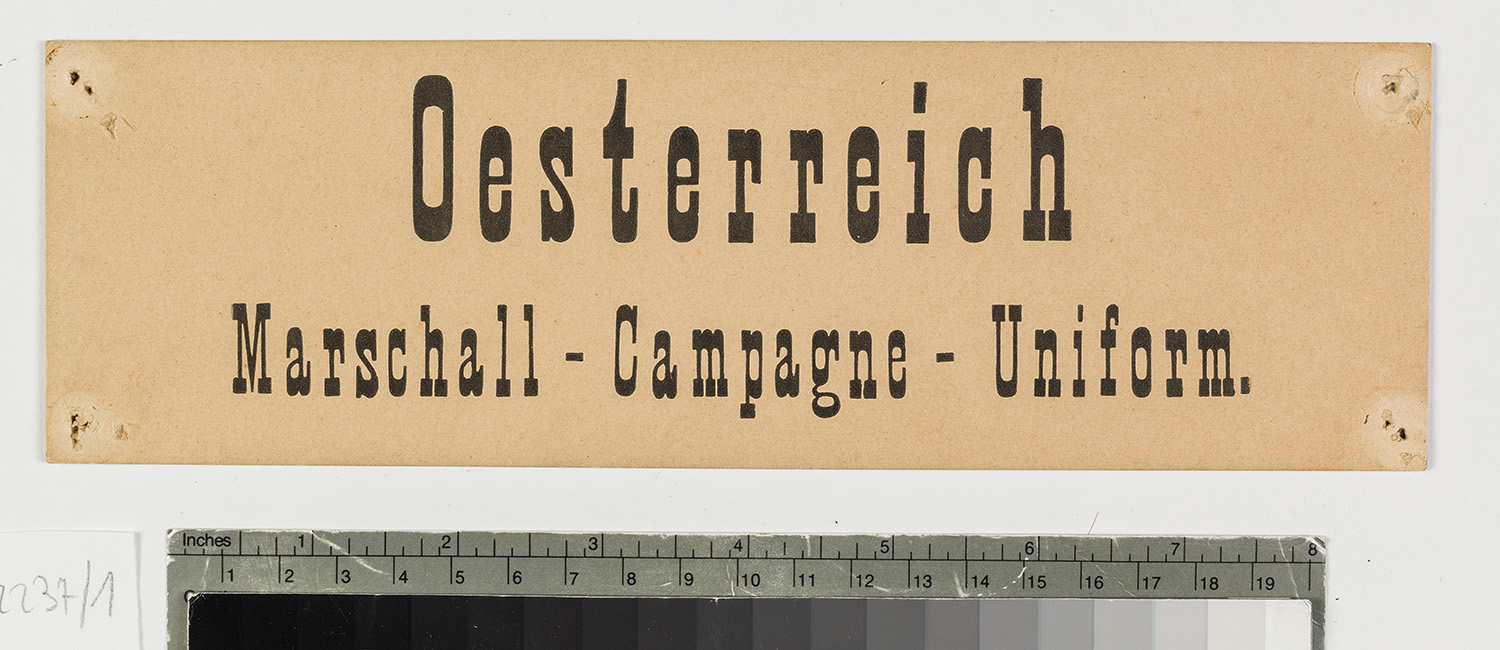 Oesterreich
Marschall - Campagne - Uniform.
Inches 1 2 3 4 5 6 7 8
1 2 3 4 5 6 7 8 9 10 11 12 13 14 15 16 17 18 19
2237/1